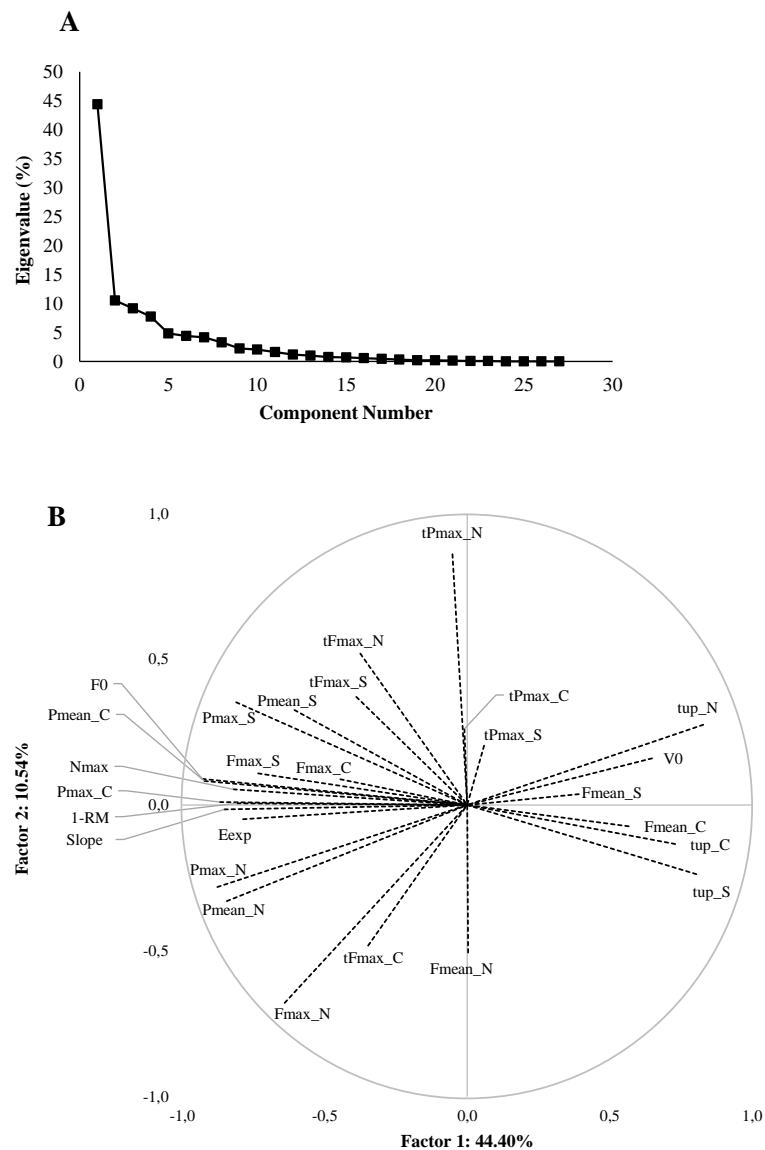 A
Eigenvalue (%)
50
45
40
35
30
25
20
15
10
5
0
0 5 10 15 20 25 30
Component Number
B
1,0
0,5
0,0
-0,5
-1,0
Factor 2: 10.54%
tPmax_N
tFmax_N
tFmax_S
tPmax_C
F0
Pmean_S
Pmean_C
Pmax_S
tup_N
tPmax_S
V0
Nmax
Fmax_S
Fmax_C
Pmax_C
Fmean_S
1-RM
Fmean_C
Slope
Eexp
tup_C
Pmax_N
tup_S
Pmean_N
tFmax_C
Fmean_N
Fmax_N
-1,0 -0,5 0,0 0,5 1,0
Factor 1: 44.40%